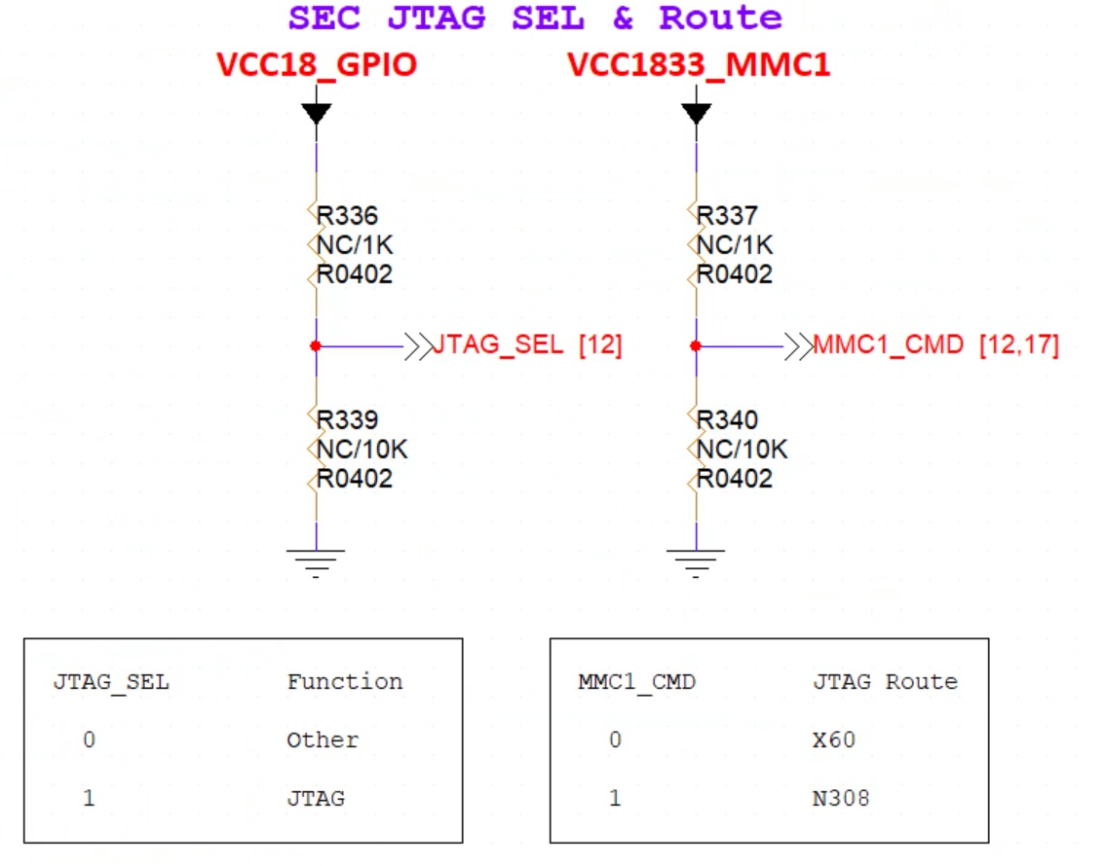 SEC JTAG SEL & Route
VCC18_GPIO
VCC1833_MMC1
R336
NC/1K
R0402
R337
NC/1K
R0402
JTAG_SEL [12]
MMC1_CMD [12,17]
R339
NC/10K
R0402
R340
NC/10K
R0402
JTAG_SEL Function
0 Other
1 JTAG
MMC1_CMD JTAG Route
0 X60
1 N308